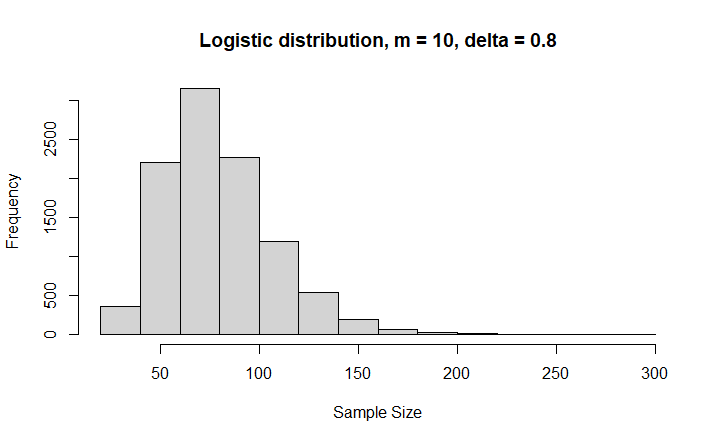 Logistic distribution, m = 10, delta = 0.8
Frequency
2500
1500
500
0
50 100 150 200 250 300
Sample Size